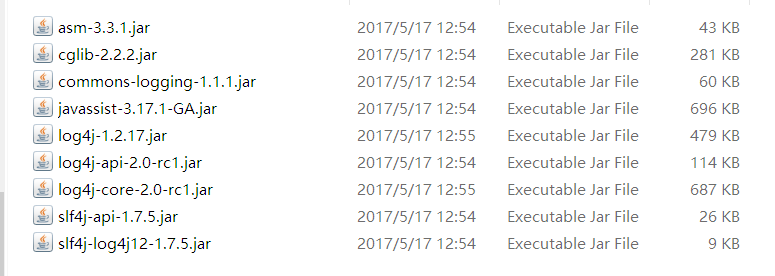 asm-3.3.1.jar 2017/5/17 12:54 Executable Jar File 43 KB
cglib-2.2.2.jar 2017/5/17 12:54 Executable Jar File 281 KB
commons-logging-1.1.1.jar 2017/5/17 12:54 Executable Jar File 60 KB
javassist-3.17.1-GA.jar 2017/5/17 12:54 Executable Jar File 696 KB
log4j-1.2.17.jar 2017/5/17 12:55 Executable Jar File 479 KB
log4j-api-2.0-rc1.jar 2017/5/17 12:54 Executable Jar File 114 KB
log4j-core-2.0-rc1.jar 2017/5/17 12:55 Executable Jar File 687 KB
slf4j-api-1.7.5.jar 2017/5/17 12:54 Executable Jar File 26 KB
slf4j-log4j12-1.7.5.jar 2017/5/17 12:54 Executable Jar File 9 KB